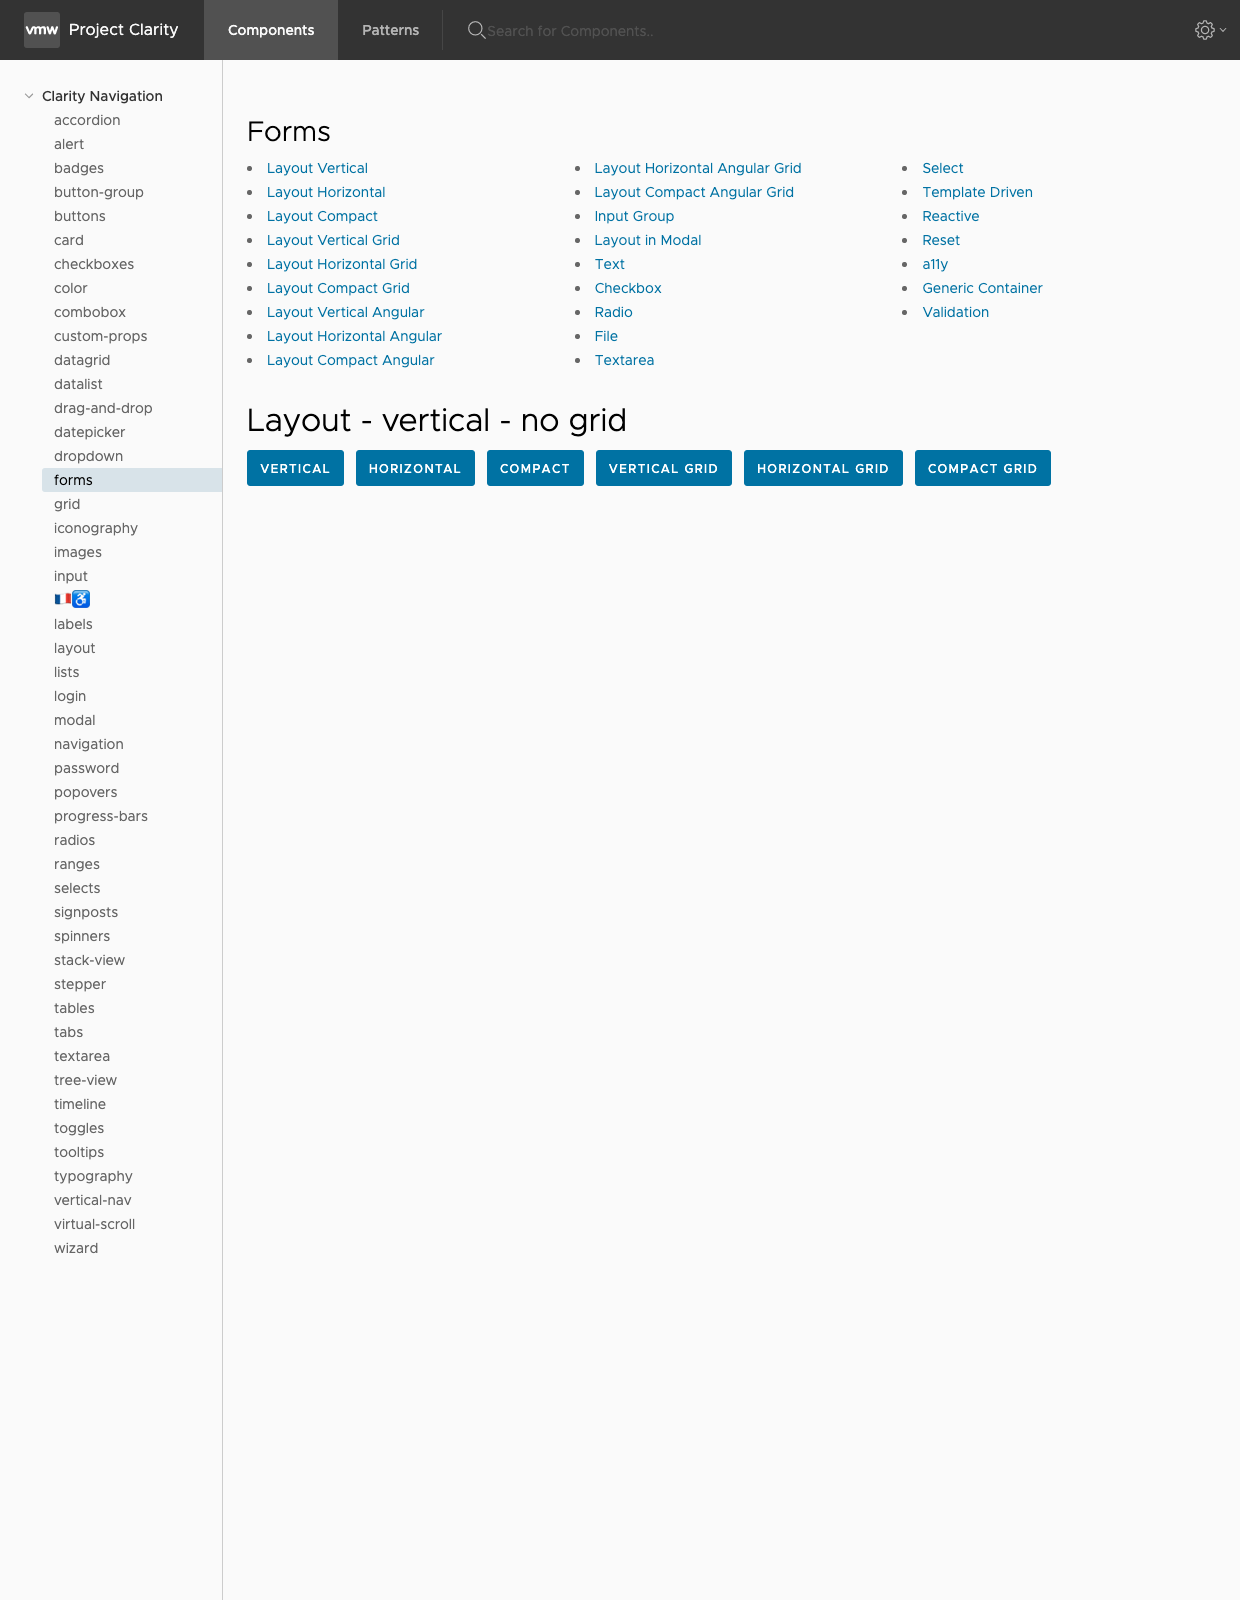 vmw Project Clarity Components Patterns Search for Components..
Clarity Navigation
accordion
alert
badges
button-group
buttons
card
checkboxes
color
combobox
custom-props
datagrid
datalist
drag-and-drop
datepicker
dropdown
forms
grid
iconography
images
input
🇫🇷♿
labels
layout
lists
login
modal
navigation
password
popovers
progress-bars
radios
ranges
selects
signposts
spinners
stack-view
stepper
tables
tabs
textarea
tree-view
timeline
toggles
tooltips
typography
vertical-nav
virtual-scroll
wizard
Forms
Layout Vertical
Layout Horizontal
Layout Compact
Layout Vertical Grid
Layout Horizontal Grid
Layout Compact Grid
Layout Vertical Angular
Layout Horizontal Angular
Layout Compact Angular
Layout Horizontal Angular Grid
Layout Compact Angular Grid
Input Group
Layout in Modal
Text
Checkbox
Radio
File
Textarea
Select
Template Driven
Reactive
Reset
a11y
Generic Container
Validation
Layout - vertical - no grid
VERTICAL HORIZONTAL COMPACT VERTICAL GRID HORIZONTAL GRID COMPACT GRID